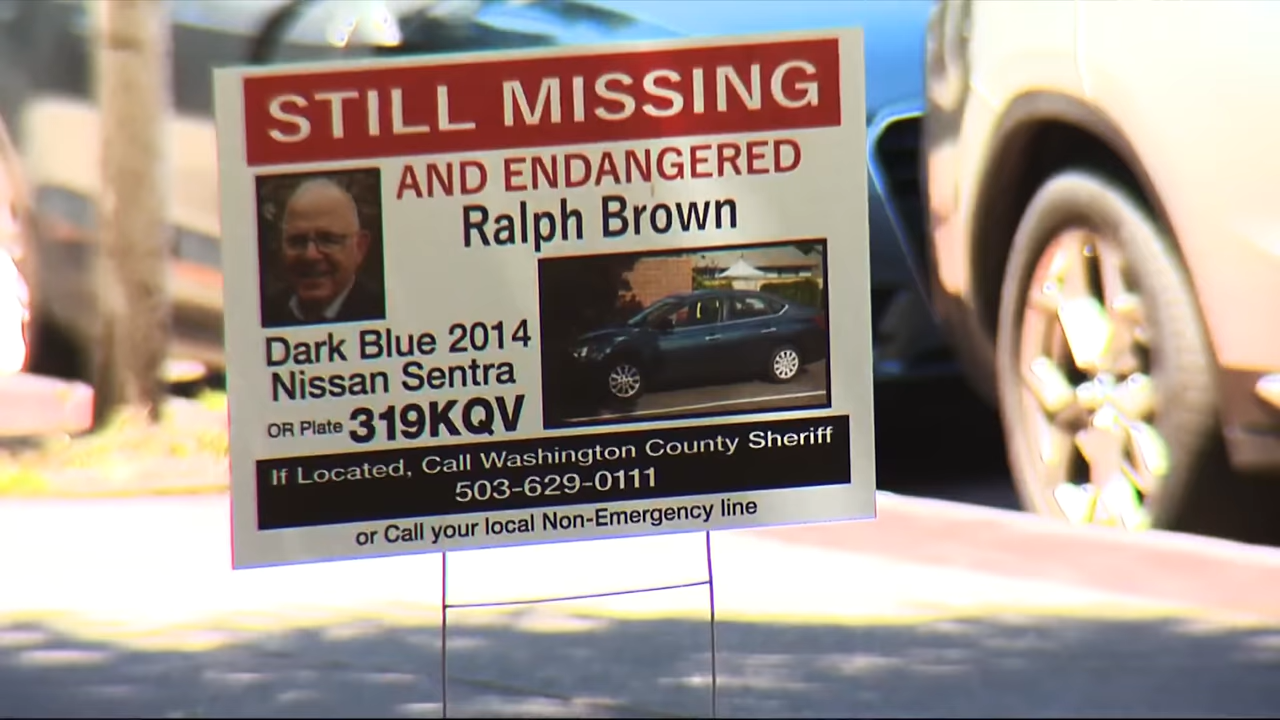 STILL MISSING
AND ENDANGERED
Ralph Brown
Dark Blue 2014
Nissan Sentra
OR Plate 319KQV
If Located, Call Washington County Sheriff
503-629-0111
or Call your local Non-Emergency line